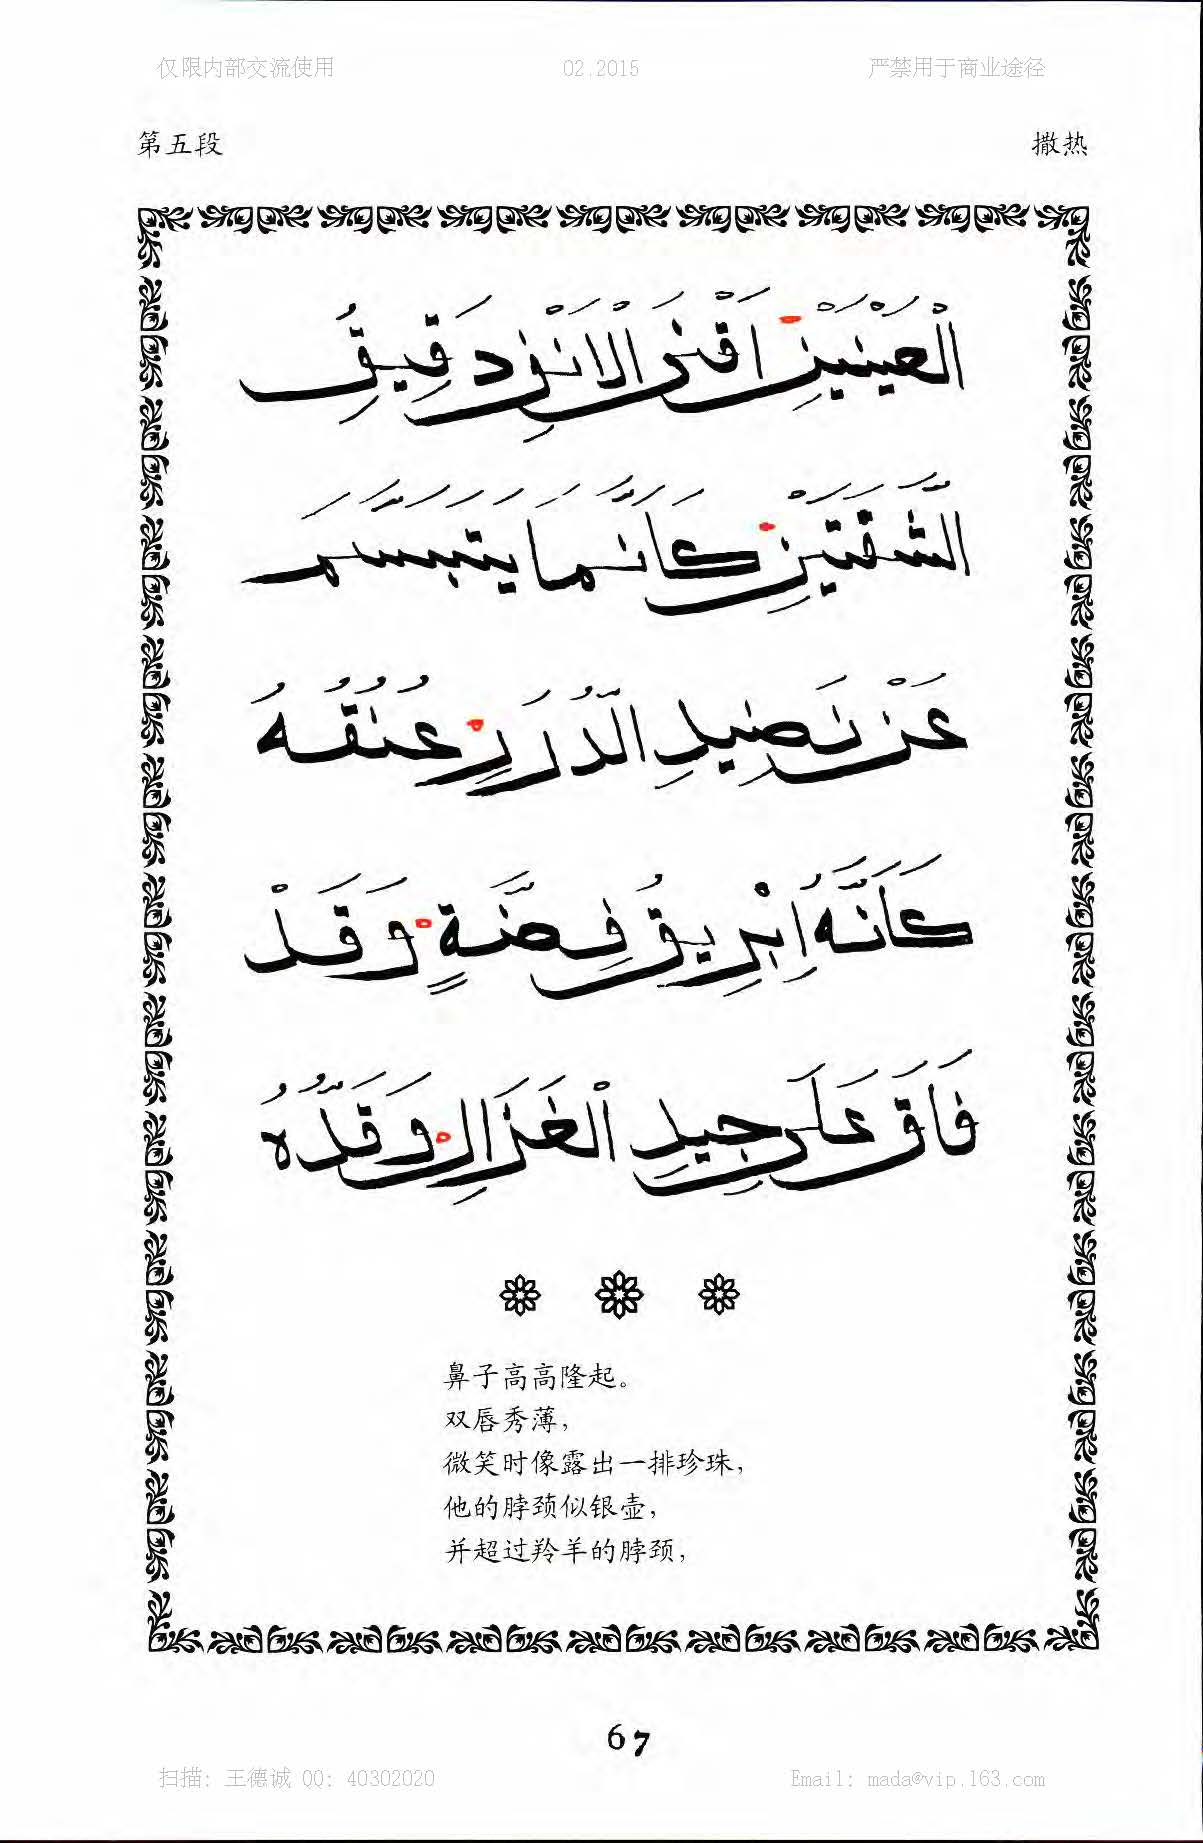 仅限内部交流使用 02.2015 严禁用于商业途径
第五段 撒热
الْعَيْنَيْنِ اَقْنَى الْاَنْفِ دَقِيقُ
الشَّفَتَيْنِ كَاَنَّمَا يَتَبَسَّمُ
عَنْ نَضِيدِ الدُّرَرِ عُنُقُهُ
كَاَنَّهُ اِبْرِيقُ فِضَّةٍ وَقَدْ
فَاقَ عَلَى جِيدِ الْغَزَالِ وَقَدُّهُ
鼻子高高隆起。
双唇秀薄，
微笑时像露出一排珍珠，
他的脖颈似银壶，
并超过羚羊的脖颈，
67
扫描: 王德诚 QQ: 40302020 Email: mada@vip.163.com